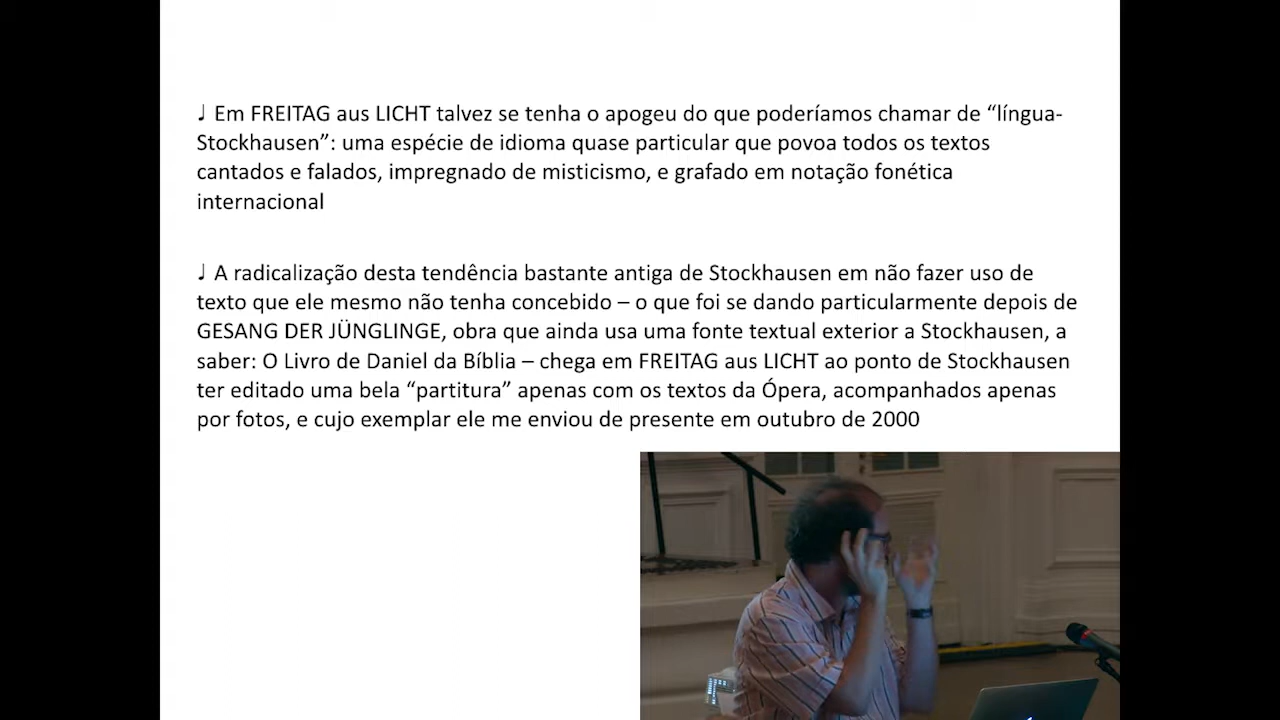 ♩ Em FREITAG aus LICHT talvez se tenha o apogeu do que poderíamos chamar de “língua-
Stockhausen”: uma espécie de idioma quase particular que povoa todos os textos
cantados e falados, impregnado de misticismo, e grafado em notação fonética
internacional
♩ A radicalização desta tendência bastante antiga de Stockhausen em não fazer uso de
texto que ele mesmo não tenha concebido – o que foi se dando particularmente depois de
GESANG DER JÜNGLINGE, obra que ainda usa uma fonte textual exterior a Stockhausen, a
saber: O Livro de Daniel da Bíblia – chega em FREITAG aus LICHT ao ponto de Stockhausen
ter editado uma bela “partitura” apenas com os textos da Ópera, acompanhados apenas
por fotos, e cujo exemplar ele me enviou de presente em outubro de 2000